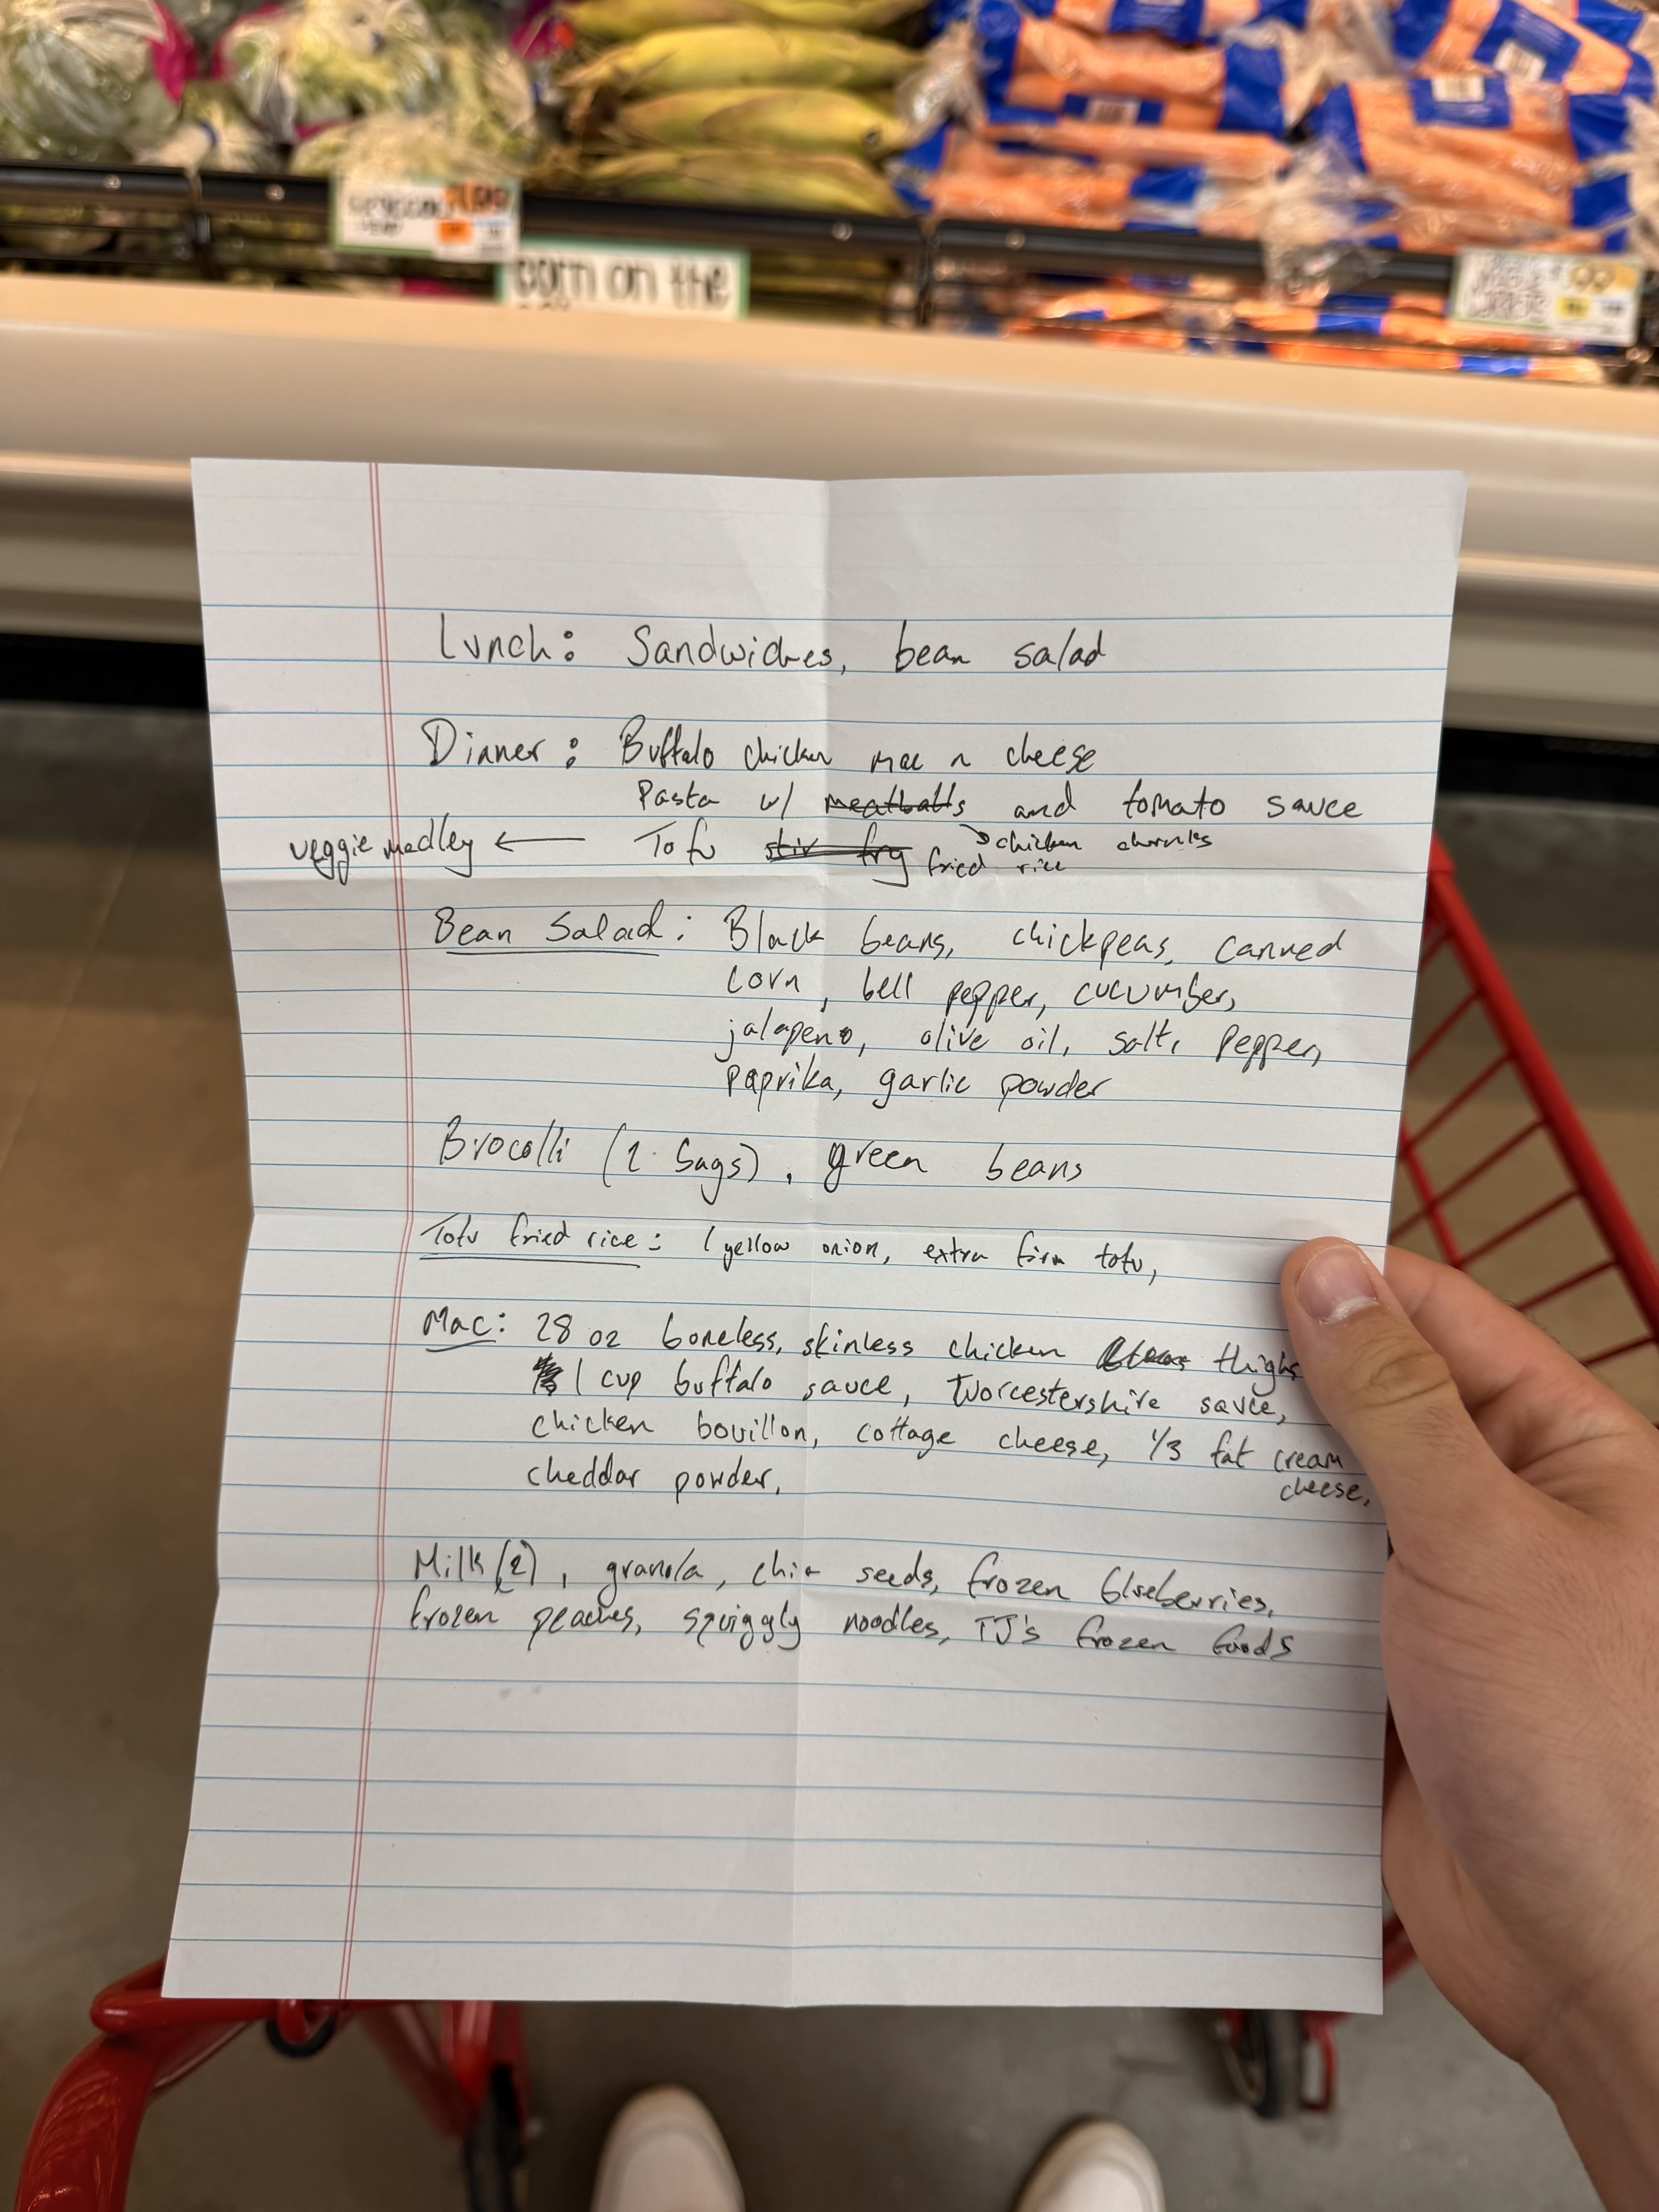 corn on the
Lunch: Sandwiches, bean salad
Dinner: Buffalo chicken mac n cheese
Pasta w/ meatballs and tomato sauce
veggie medley ← Tofu stir fry fried rice
chicken chunks
Bean Salad: Black beans, chickpeas, canned
corn, bell pepper, cucumber,
jalapeno, olive oil, salt, pepper,
paprika, garlic powder
Brocolli (2 bags), green beans
Tofu fried rice: 1 yellow onion, extra firm tofu,
Mac: 28 oz boneless, skinless chicken thighs
1 cup buffalo sauce, Worcestershire sauce,
chicken bouillon, cottage cheese, 1/3 fat cream
cheese,
cheddar powder,
Milk (2), granola, chia seeds, frozen blueberries,
frozen peaches, squiggly noodles, TJ's frozen foods